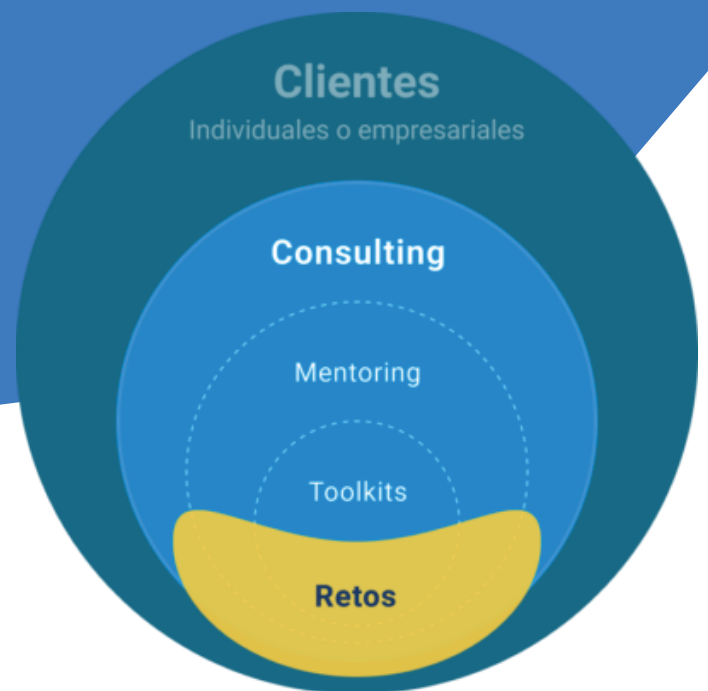 Clientes
Individuales o empresariales
Consulting
Mentoring
Toolkits
Retos